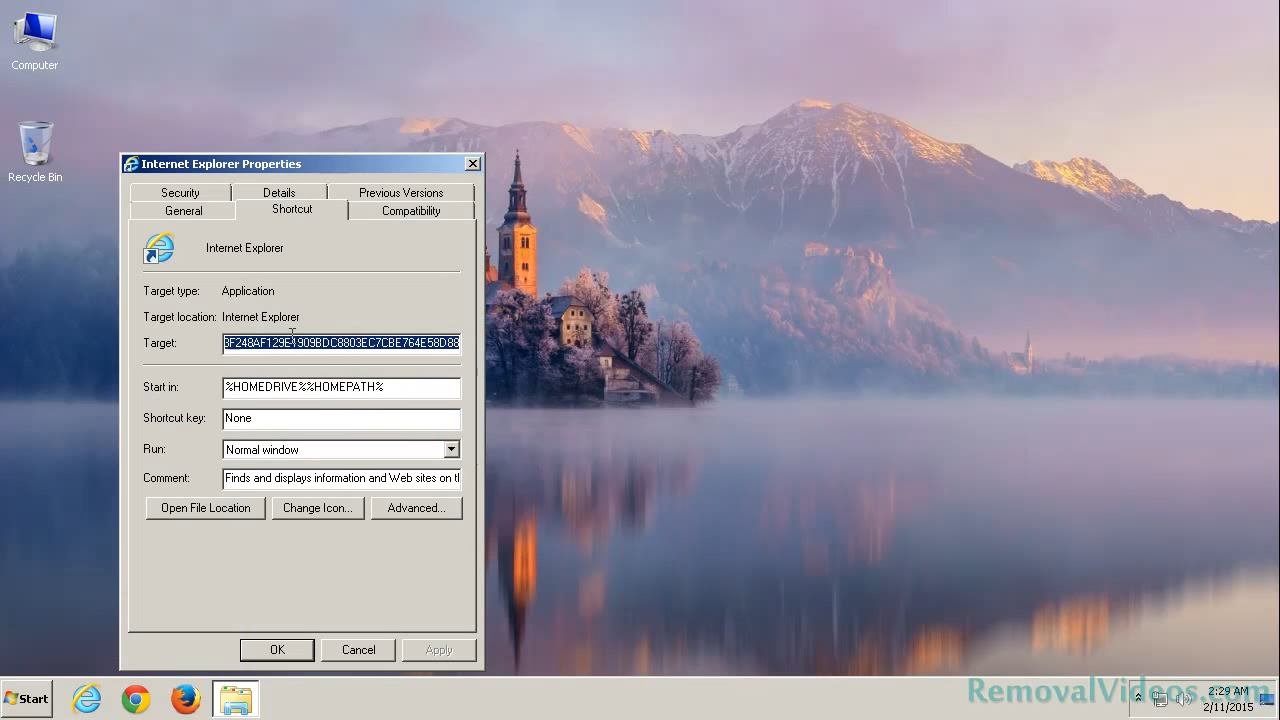 Computer
Recycle Bin
Internet Explorer Properties
Security Details Previous Versions
General Shortcut Compatibility
Internet Explorer
Target type: Application
Target location: Internet Explorer
Target:
Start in: %HOMEDRIVE%%HOMEPATH%
Shortcut key: None
Run: Normal window
Comment: Finds and displays information and Web sites on
Open File Location Change Icon... Advanced...
OK Cancel Apply
Start
RemovalVideos.com
2:29 AM
2/11/2015